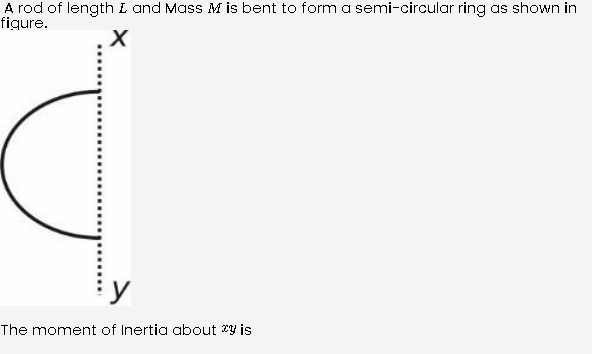 A rod of length L and Mass M is bent to form a semi-circular ring as shown in
figure.
x
y
The moment of Inertia about xy is